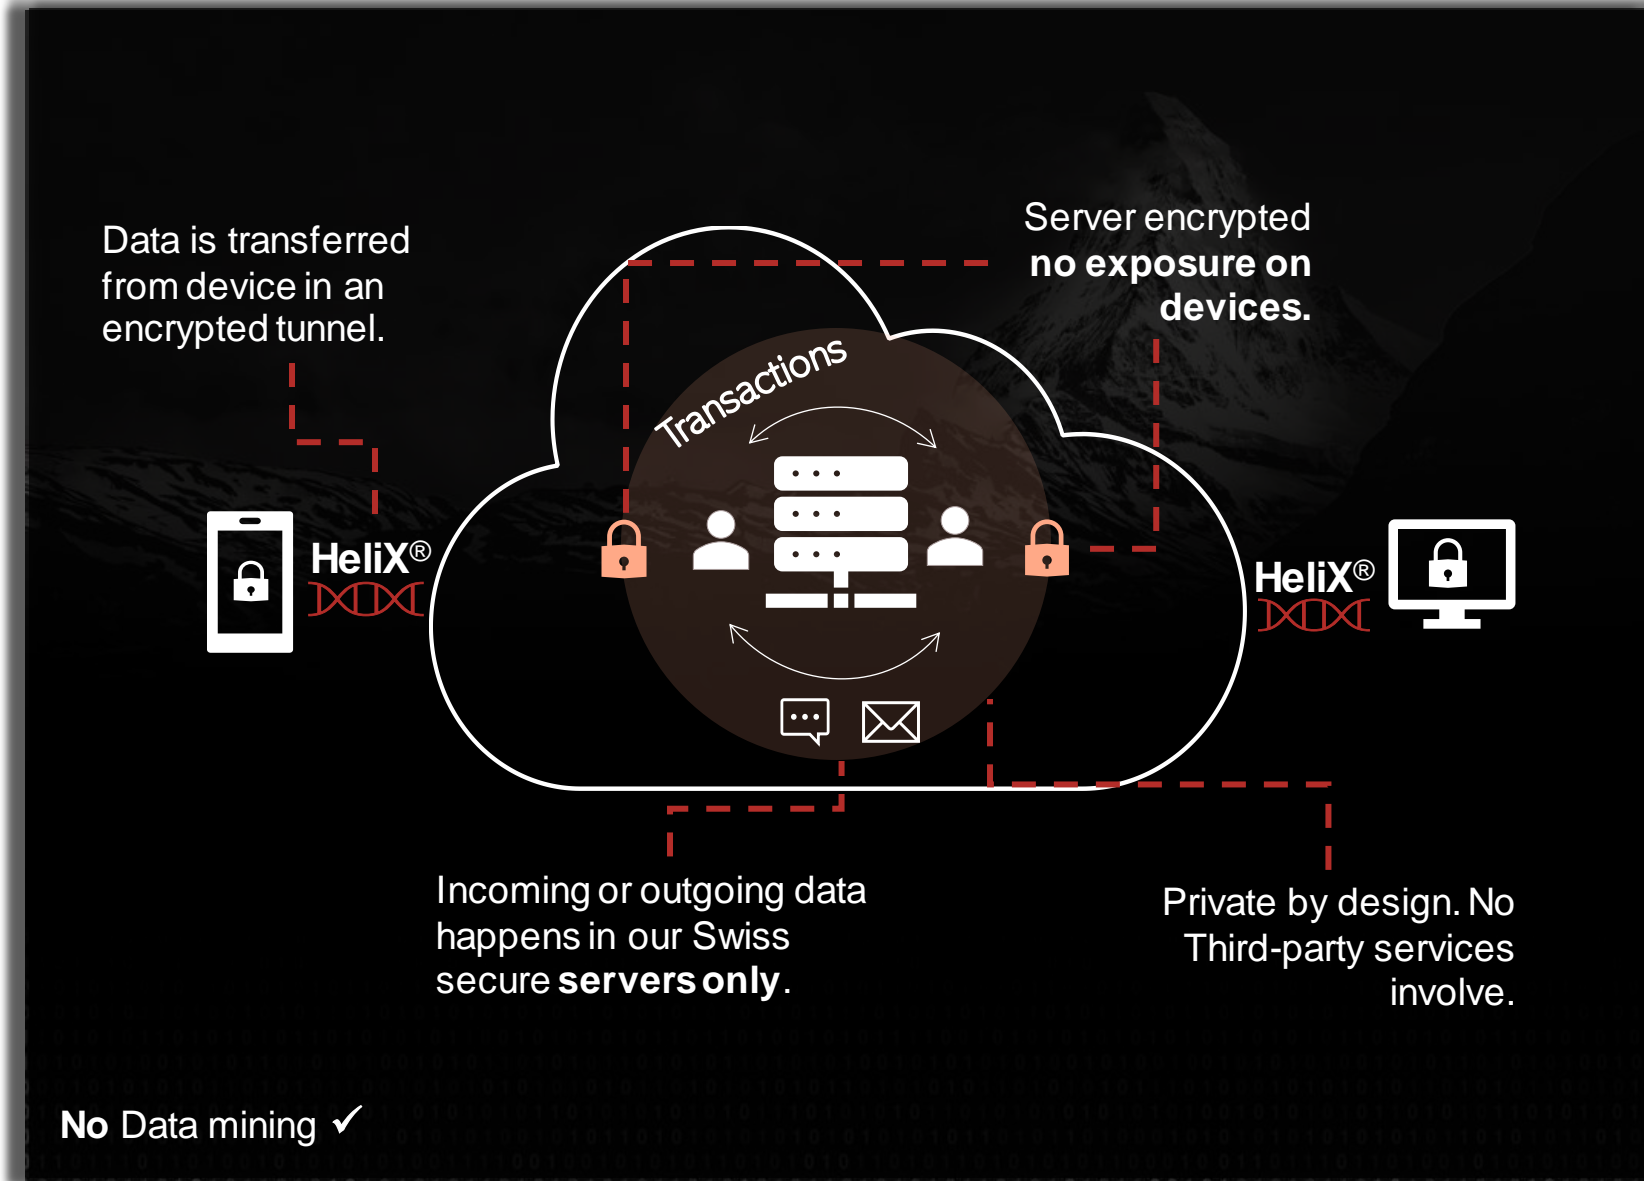 Data is transferred
from device in an
encrypted tunnel.
Server encrypted
no exposure on
devices.
Transactions
HeliX®
HeliX®
Incoming or outgoing data
happens in our Swiss
secure servers only.
Private by design. No
Third-party services
involve.
No Data mining ✓